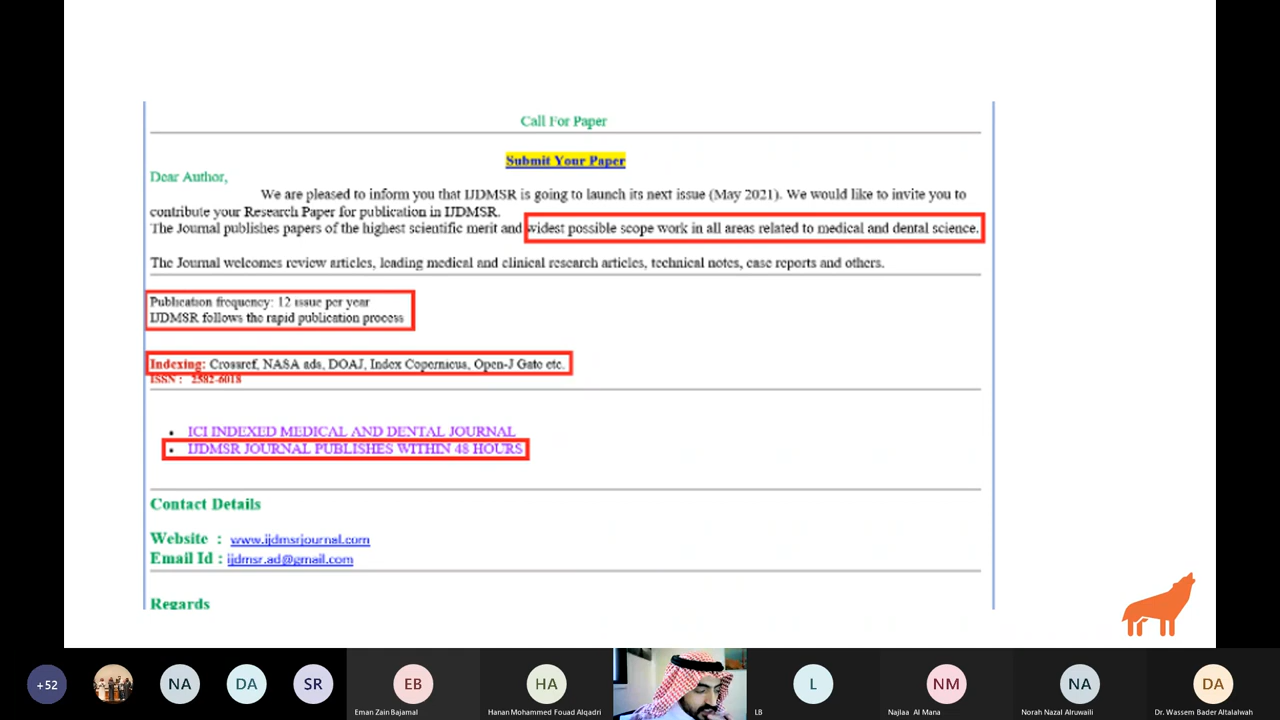 Call For Paper
Submit Your Paper
Dear Author,
We are pleased to inform you that IJDMSR is going to launch its next issue (May 2021). We would like to invite you to
contribute your Research Paper for publication in IJDMSR.
The Journal publishes papers of the highest scientific merit and widest possible scope work in all areas related to medical and dental science.
The Journal welcomes review articles, leading medical and clinical research articles, technical notes, case reports and others.
Publication frequency: 12 issue per year
IJDMSR follows the rapid publication process
Indexing: Crossref, NASA ads, DOAJ, Index Copernicus, Open-J Gate etc.
ISSN : 2582-6018
• ICI INDEXED MEDICAL AND DENTAL JOURNAL
• IJDMSR JOURNAL PUBLISHES WITHIN 48 HOURS
Contact Details
Website : www.ijdmsrjournal.com
Email Id : ijdmsr.ad@gmail.com
Regards
+52 NA DA SR EB HA L NM NA DA
Eman Zain Bajamal Hanan Mohammed Fouad Alqadri LB Najlaa Al Mana Norah Nazal Alruwaili Dr. Wassem Bader Altalalwah